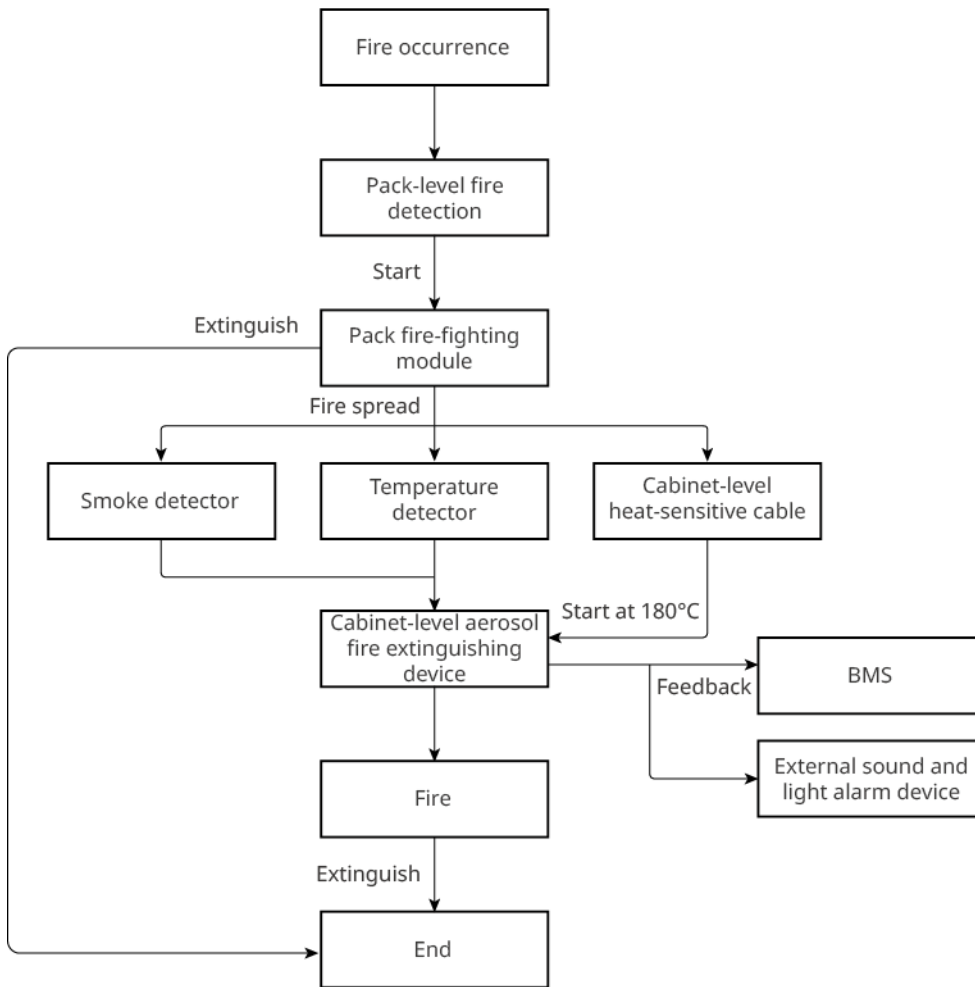 Fire occurrence
Pack-level fire
detection
Start
Extinguish
Pack fire-fighting
module
Fire spread
Smoke detector
Temperature
detector
Cabinet-level
heat-sensitive cable
Start at 180°C
Cabinet-level aerosol
fire extinguishing
device
Feedback
BMS
External sound and
light alarm device
Fire
Extinguish
End